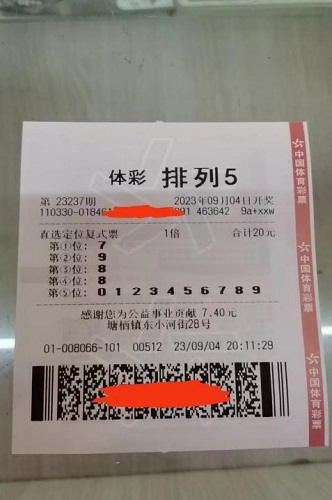 体彩 排列5
第 23237期 2023年09月04日开奖
110330-01846 091 463642 9a+xxw
直选定位复式票 1倍 合计20元
第①位: 7
第②位: 9
第③位: 8
第④位: 8
第⑤位: 0 1 2 3 4 5 6 7 8 9
感谢您为公益事业贡献 7.40元
塘栖镇东小河街28号
01-008066-101 00512 23/09/04 20:11:29
中国体育彩票
中国体育彩票
中国体育彩票